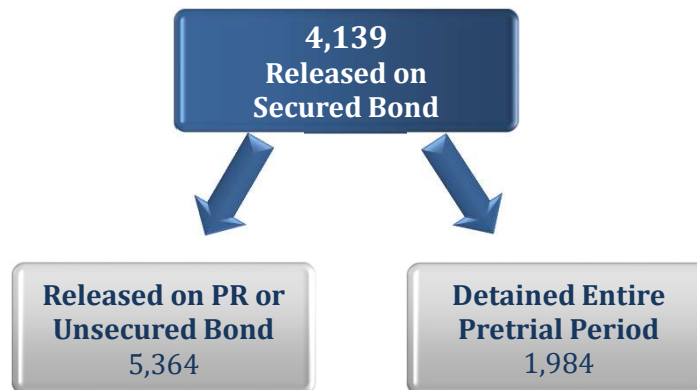 4,139
Released on
Secured Bond
Released on PR or
Unsecured Bond
5,364
Detained Entire
Pretrial Period
1,984